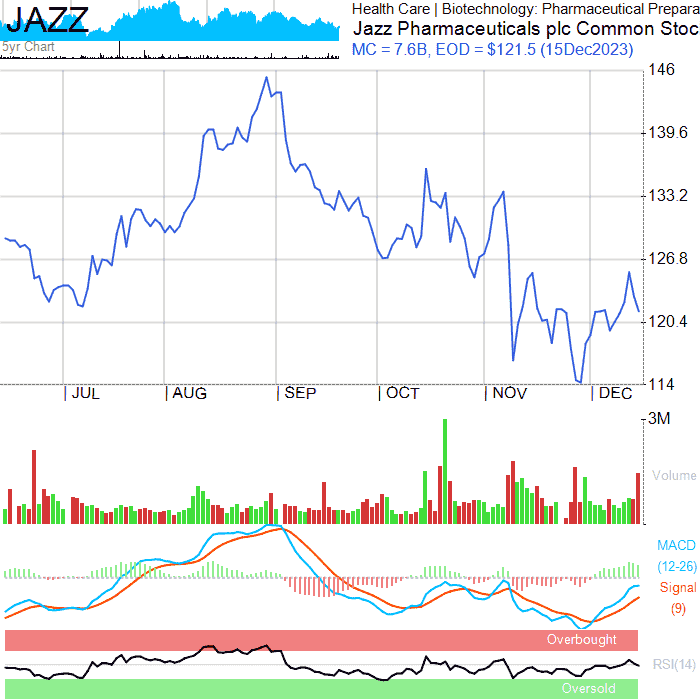 JAZZ
5yr Chart
Health Care | Biotechnology: Pharmaceutical Prepara
Jazz Pharmaceuticals plc Common Stoc
MC = 7.6B, EOD = $121.5 (15Dec2023)
146
139.6
133.2
126.8
120.4
114
| JUL | AUG | SEP | OCT | NOV | DEC
3M
Volume
MACD
(12-26)
Signal
(9)
Overbought
RSI(14)
Oversold